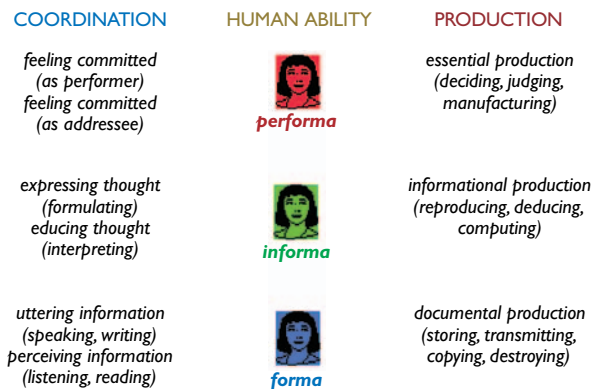 COORDINATION HUMAN ABILITY PRODUCTION
feeling committed
(as performer)
feeling committed
(as addressee)
performa
essential production
(deciding, judging,
manufacturing)
expressing thought
(formulating)
educing thought
(interpreting)
informa
informational production
(reproducing, deducing,
computing)
uttering information
(speaking, writing)
perceiving information
(listening, reading)
forma
documental production
(storing, transmitting,
copying, destroying)